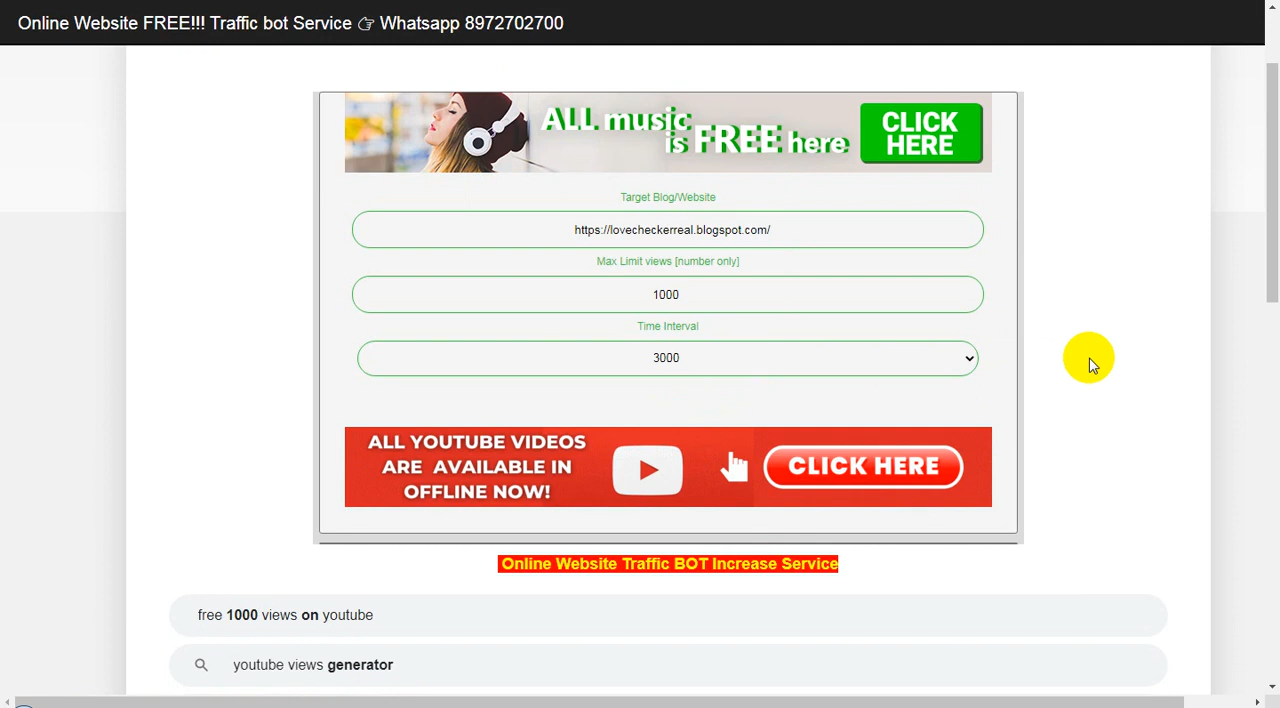 Online Website FREE!!! Traffic bot Service 👉 Whatsapp 8972702700
ALL music
is FREE here
CLICK
HERE
Target Blog/Website
https://lovecheckerreal.blogspot.com/
Max Limit views [number only]
1000
Time Interval
3000
ALL YOUTUBE VIDEOS
ARE AVAILABLE IN
OFFLINE NOW!
CLICK HERE
Online Website Traffic BOT Increase Service
free 1000 views on youtube
youtube views generator